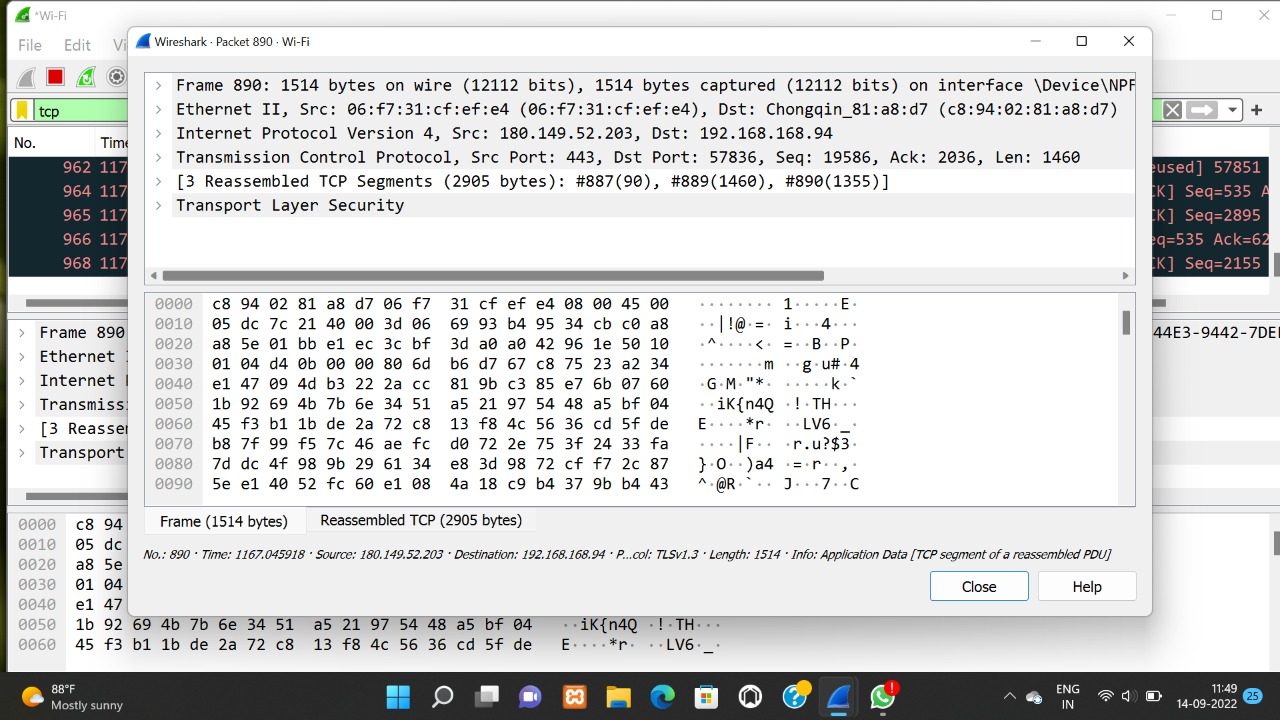 *Wi-Fi
File Edit Vi
Wireshark · Packet 890 · Wi-Fi
tcp
No. Time
962 117
964 117
965 117
966 117
968 117
Frame 890: 1514 bytes on wire (12112 bits), 1514 bytes captured (12112 bits) on interface \Device\NPF
Ethernet II, Src: 06:f7:31:cf:ef:e4 (06:f7:31:cf:ef:e4), Dst: Chongqin_81:a8:d7 (c8:94:02:81:a8:d7)
Internet Protocol Version 4, Src: 180.149.52.203, Dst: 192.168.168.94
Transmission Control Protocol, Src Port: 443, Dst Port: 57836, Seq: 19586, Ack: 2036, Len: 1460
[3 Reassembled TCP Segments (2905 bytes): #887(90), #889(1460), #890(1355)]
Transport Layer Security
eused] 57851
CK] Seq=535 A
CK] Seq=2895
eq=535 Ack=62
CK] Seq=2155
0000 c8 94 02 81 a8 d7 06 f7 31 cf ef e4 08 00 45 00 ········ 1·····E·
0010 05 dc 7c 21 40 00 3d 06 69 93 b4 95 34 cb c0 a8 ··|!@·=· i···4···
0020 a8 5e 01 bb e1 ec 3c bf 3d a0 a0 42 96 1e 50 10 ·^····<· =··B··P·
0030 01 04 d4 0b 00 00 80 6d b6 d7 67 c8 75 23 a2 34 ·······m ··g·u#·4
0040 e1 47 09 4d b3 22 2a cc 81 9b c3 85 e7 6b 07 60 ·G·M·"*· ·····k·`
0050 1b 92 69 4b 7b 6e 34 51 a5 21 97 54 48 a5 bf 04 ··iK{n4Q ·!·TH···
0060 45 f3 b1 1b de 2a 72 c8 13 f8 4c 56 36 cd 5f de E····*r· ··LV6·_·
0070 b8 7f 99 f5 7c 46 ae fc d0 72 2e 75 3f 24 33 fa ····|F·· ·r.u?$3·
0080 7d dc 4f 98 9b 29 61 34 e8 3d 98 72 cf f7 2c 87 }·O··)a4 ·=·r··,·
0090 5e e1 40 52 fc 60 e1 08 4a 18 c9 b4 37 9b b4 43 ^·@R·`·· J···7··C
Frame (1514 bytes) Reassembled TCP (2905 bytes)
No.: 890 · Time: 1167.045918 · Source: 180.149.52.203 · Destination: 192.168.168.94 · P...col: TLSv1.3 · Length: 1514 · Info: Application Data [TCP segment of a reassembled PDU]
Close Help
Frame 890
Ethernet I
Internet
Transmiss
[3 Reassem
Transport
0000 c8 94
0010 05 dc
0020 a8 5e
0030 01 04
0040 e1 47
0050 1b 92 69 4b 7b 6e 34 51 a5 21 97 54 48 a5 bf 04 ··iK{n4Q ·!·TH···
0060 45 f3 b1 1b de 2a 72 c8 13 f8 4c 56 36 cd 5f de E····*r· ··LV6·_·
88°F
Mostly sunny
ENG
IN
11:49
14-09-2022
25